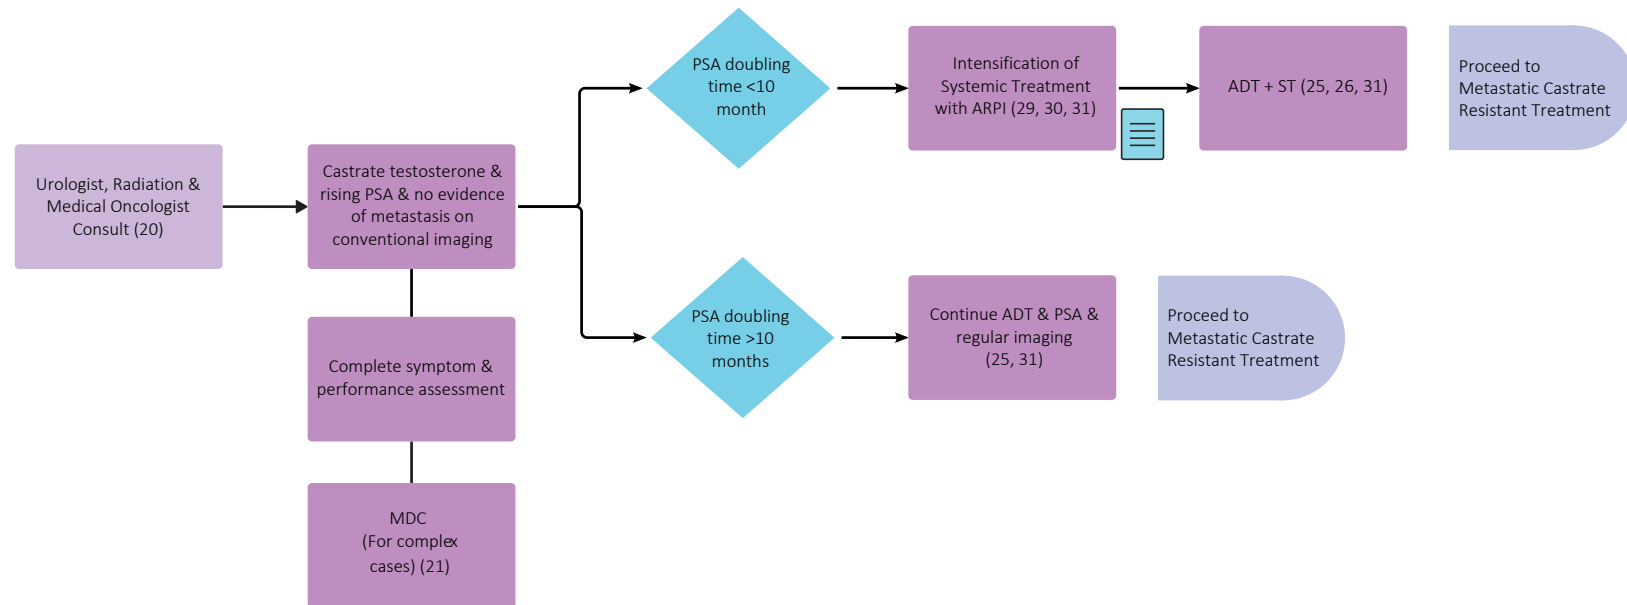 Urologist, Radiation &
Medical Oncologist
Consult (20)
Castrate testosterone &
rising PSA & no evidence
of metastasis on
conventional imaging
Complete symptom &
performance assessment
MDC
(For complex
cases) (21)
PSA doubling
time <10
month
Intensification of
Systemic Treatment
with ARPI (29, 30, 31)
ADT + ST (25, 26, 31)
Proceed to
Metastatic Castrate
Resistant Treatment
PSA doubling
time >10
months
Continue ADT & PSA &
regular imaging
(25, 31)
Proceed to
Metastatic Castrate
Resistant Treatment